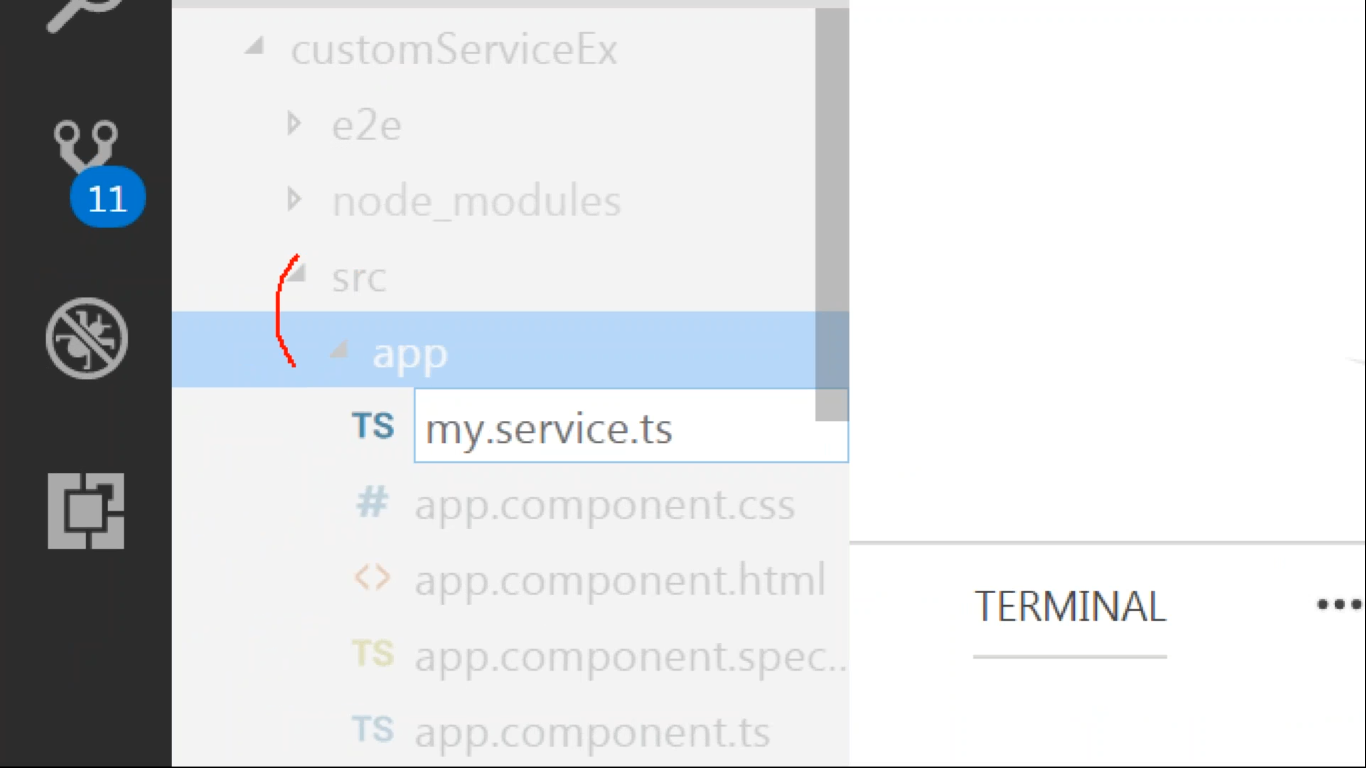 customServiceEx
e2e
11
node_modules
src
app
TS my.service.ts
# app.component.css
<> app.component.html
TERMINAL
TS app.component.spec..
TS app.component.ts